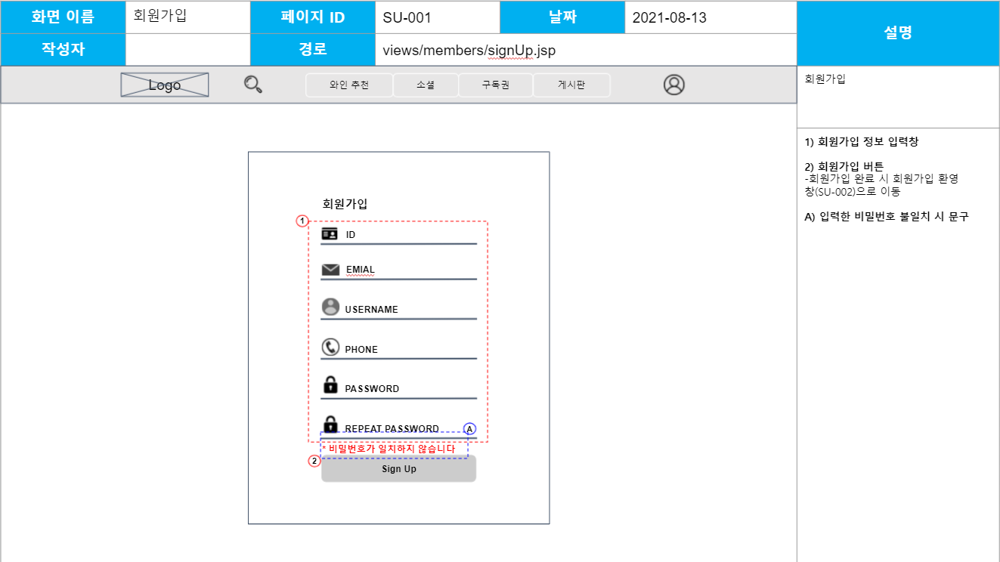 화면 이름 회원가입 페이지 ID SU-001 날짜 2021-08-13 설명
작성자 경로 views/members/signUp.jsp
Logo 와인 추천 소셜 구독권 게시판
회원가입
1) 회원가입 정보 입력창
2) 회원가입 버튼
-회원가입 완료 시 회원가입 환영
창(SU-002)으로 이동
A) 입력한 비밀번호 불일치 시 문구
회원가입
1
ID
EMIAL
USERNAME
PHONE
PASSWORD
REPEAT PASSWORD A
* 비밀번호가 일치하지 않습니다
2
Sign Up